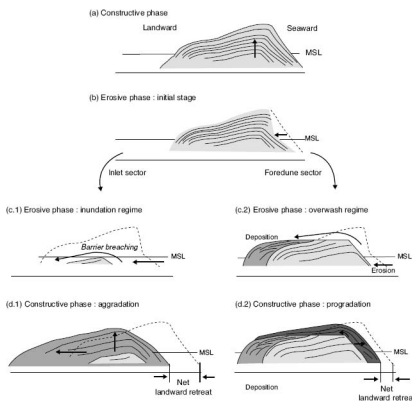 (a) Constructive phase
Landward Seaward
MSL
(b) Erosive phase : initial stage
MSL
Inlet sector Foredune sector
(c.1) Erosive phase : inundation regime
Barrier breaching
MSL
(c.2) Erosive phase : overwash regime
Deposition
MSL
Erosion
(d.1) Constructive phase : aggradation
MSL
Net
landward retreat
(d.2) Constructive phase : progradation
MSL
Deposition
Net
landward retreat